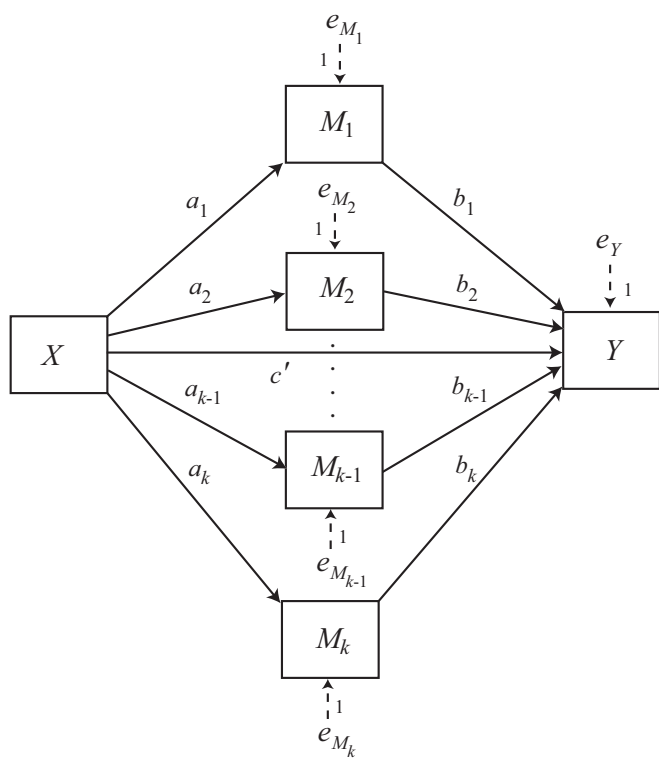 e_{M_1}
1
M_1
a_1
b_1
e_{M_2}
1
e_Y
1
a_2
M_2
b_2
X
Y
c′
a_{k-1}
b_{k-1}
M_{k-1}
a_k
b_k
1
e_{M_{k-1}}
M_k
1
e_{M_k}